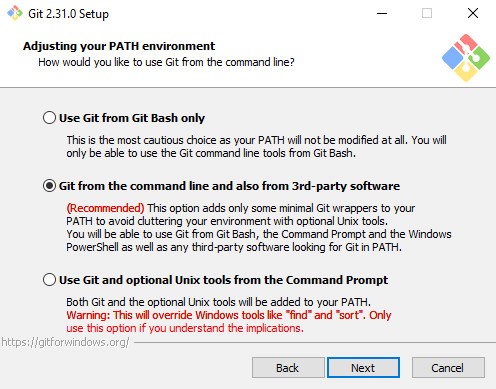 Git 2.31.0 Setup
Adjusting your PATH environment
How would you like to use Git from the command line?
Use Git from Git Bash only
This is the most cautious choice as your PATH will not be modified at all. You will
only be able to use the Git command line tools from Git Bash.
Git from the command line and also from 3rd-party software
(Recommended) This option adds only some minimal Git wrappers to your
PATH to avoid cluttering your environment with optional Unix tools.
You will be able to use Git from Git Bash, the Command Prompt and the Windows
PowerShell as well as any third-party software looking for Git in PATH.
Use Git and optional Unix tools from the Command Prompt
Both Git and the optional Unix tools will be added to your PATH.
Warning: This will override Windows tools like "find" and "sort". Only
use this option if you understand the implications.
https://gitforwindows.org/
Back
Next
Cancel